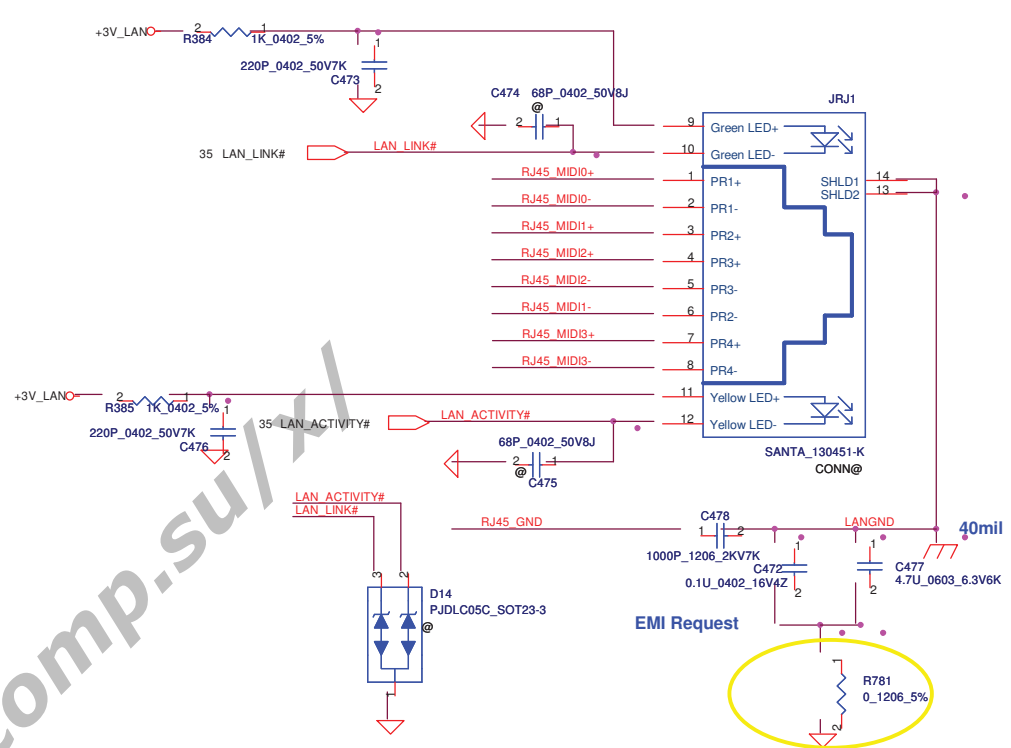 +3V_LAN
2
1
R384
1K_0402_5%
1
220P_0402_50V7K
C473
2
C474
68P_0402_50V8J
@
2
1
JRJ1
9
Green LED+
35
LAN_LINK#
LAN_LINK#
10
Green LED-
RJ45_MIDI0+
1
PR1+
SHLD1
14
SHLD2
13
RJ45_MIDI0-
2
PR1-
RJ45_MIDI1+
3
PR2+
RJ45_MIDI2+
4
PR3+
RJ45_MIDI2-
5
PR3-
RJ45_MIDI1-
6
PR2-
RJ45_MIDI3+
7
PR4+
RJ45_MIDI3-
8
PR4-
+3V_LAN
2
1
R385
1K_0402_5%
1
11
Yellow LED+
35
LAN_ACTIVITY#
LAN_ACTIVITY#
12
Yellow LED-
220P_0402_50V7K
C476
2
68P_0402_50V8J
2
1
@
C475
SANTA_130451-K
CONN@
LAN_ACTIVITY#
LAN_LINK#
RJ45_GND
C478
1
2
LANGND
40mil
1000P_1206_2KV7K
C472
1
0.1U_0402_16V4Z
2
1
C477
4.7U_0603_6.3V6K
2
3
2
D14
PJDLC05C_SOT23-3
@
1
EMI Request
1
R781
0_1206_5%
2
comp.su/x/